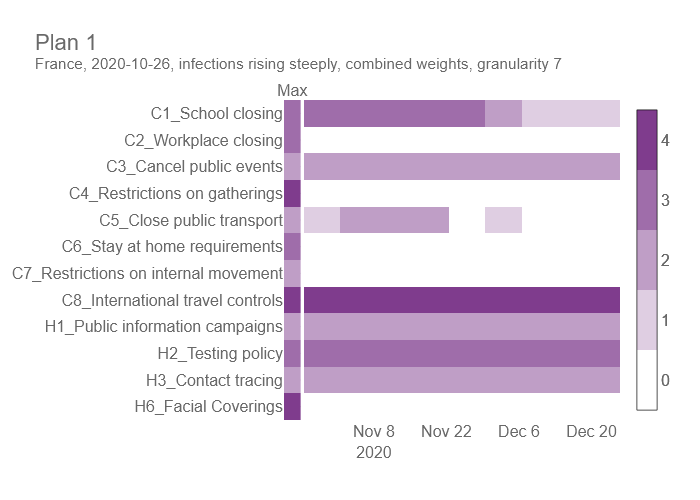 Plan 1
France, 2020-10-26, infections rising steeply, combined weights, granularity 7
Max
C1_School closing
C2_Workplace closing
C3_Cancel public events
C4_Restrictions on gatherings
C5_Close public transport
C6_Stay at home requirements
C7_Restrictions on internal movement
C8_International travel controls
H1_Public information campaigns
H2_Testing policy
H3_Contact tracing
H6_Facial Coverings
Nov 8 Nov 22 Dec 6 Dec 20
2020
4
3
2
1
0